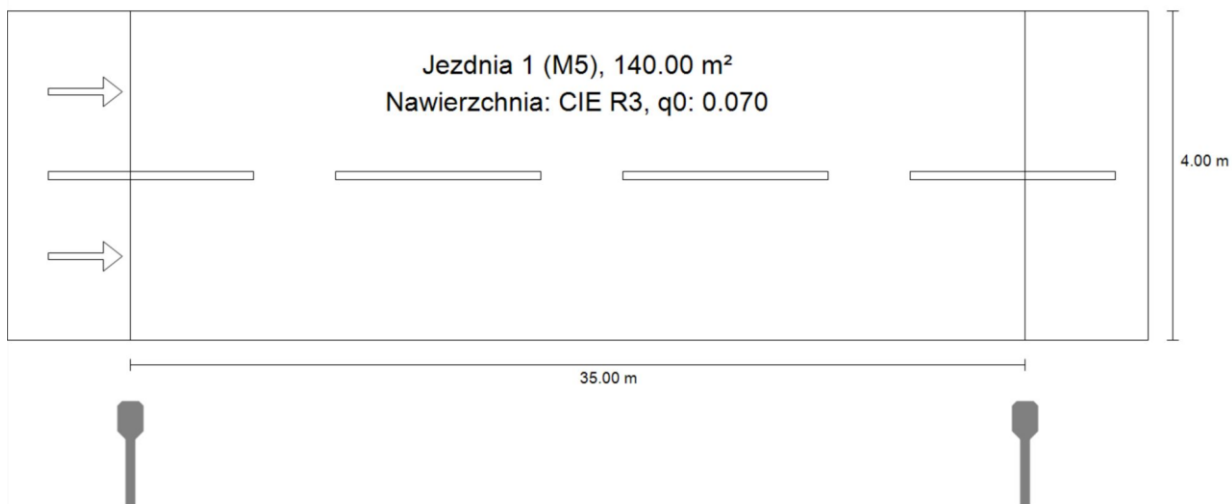 Jezdnia 1 (M5), 140.00 m²
Nawierzchnia: CIE R3, q0: 0.070
4.00 m
35.00 m